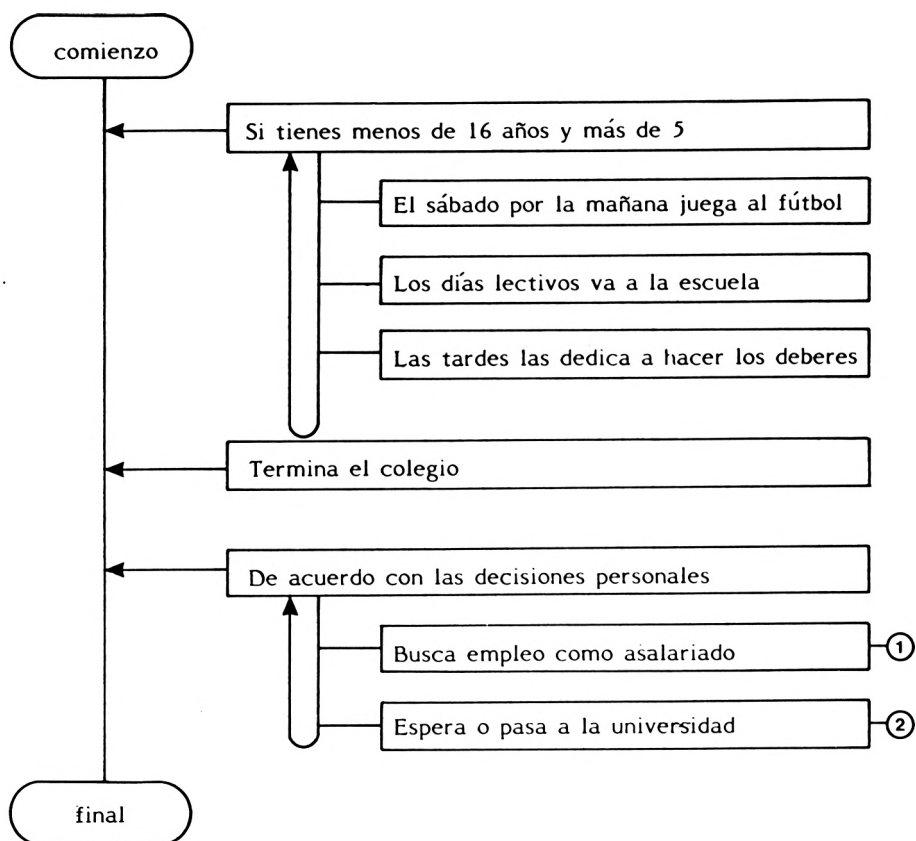 comienzo
Si tienes menos de 16 años y más de 5
El sábado por la mañana juega al fútbol
Los días lectivos va a la escuela
Las tardes las dedica a hacer los deberes
Termina el colegio
De acuerdo con las decisiones personales
Busca empleo como asalariado
1
Espera o pasa a la universidad
2
final